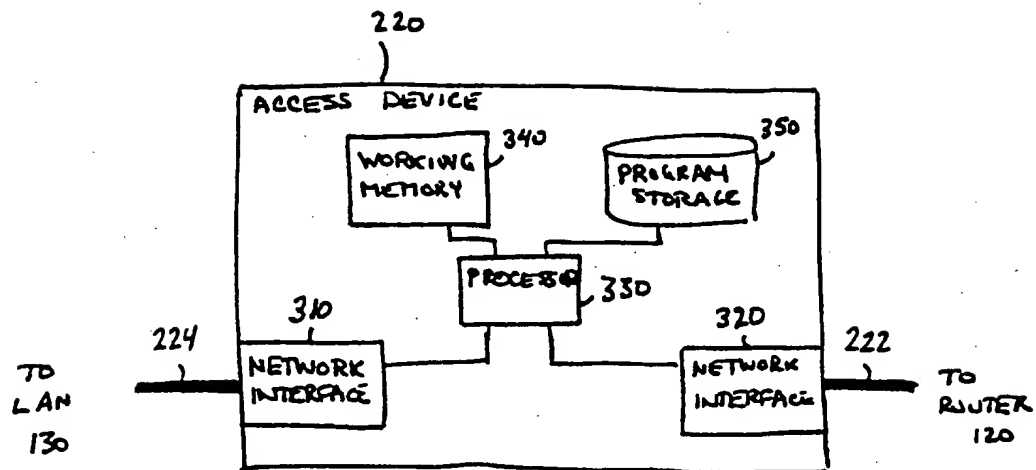 220
ACCESS DEVICE
WORKING
MEMORY
340
PROGRAM
STORAGE
350
PROCESSOR
330
310
NETWORK
INTERFACE
320
NETWORK
INTERFACE
224
TO
LAN
130
222
TO
ROUTER
120